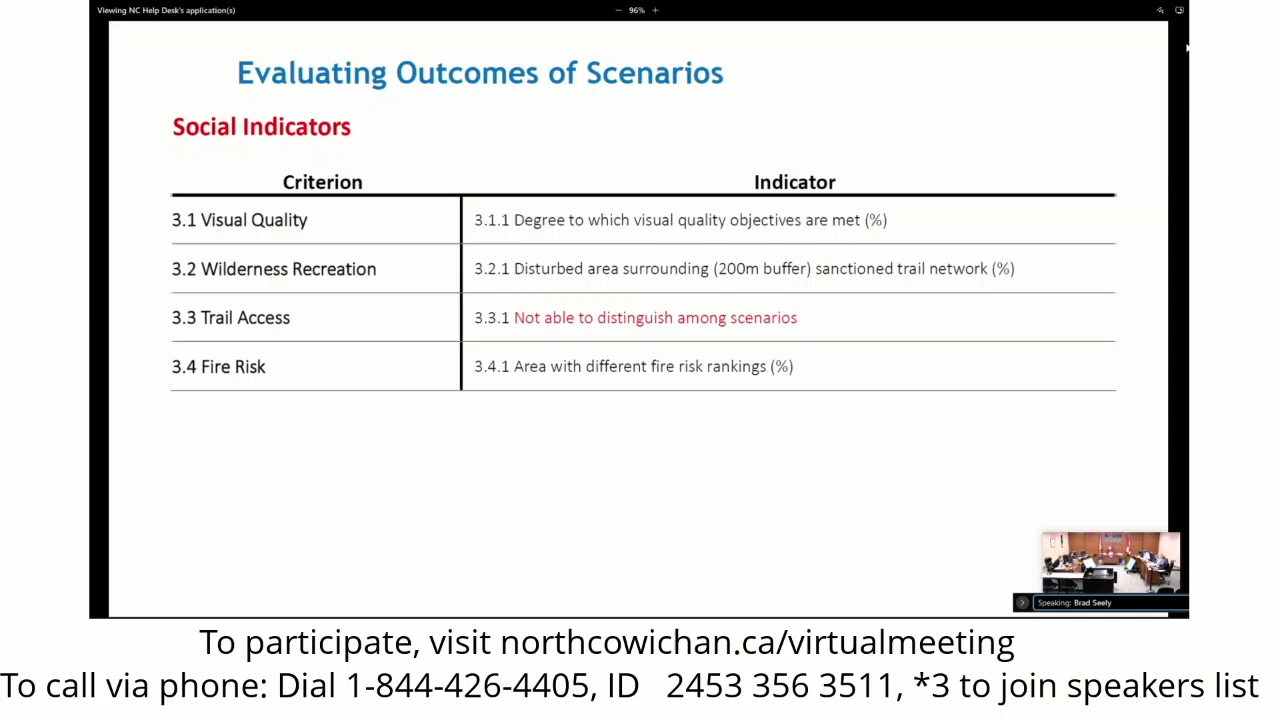 Viewing NC Help Desk's application(s)
− 96% +
Evaluating Outcomes of Scenarios
Social Indicators
Criterion Indicator
3.1 Visual Quality 3.1.1 Degree to which visual quality objectives are met (%)
3.2 Wilderness Recreation 3.2.1 Disturbed area surrounding (200m buffer) sanctioned trail network (%)
3.3 Trail Access 3.3.1 Not able to distinguish among scenarios
3.4 Fire Risk 3.4.1 Area with different fire risk rankings (%)
Speaking: Brad Seely
To participate, visit northcowichan.ca/virtualmeeting
To call via phone: Dial 1-844-426-4405, ID 2453 356 3511, *3 to join speakers list